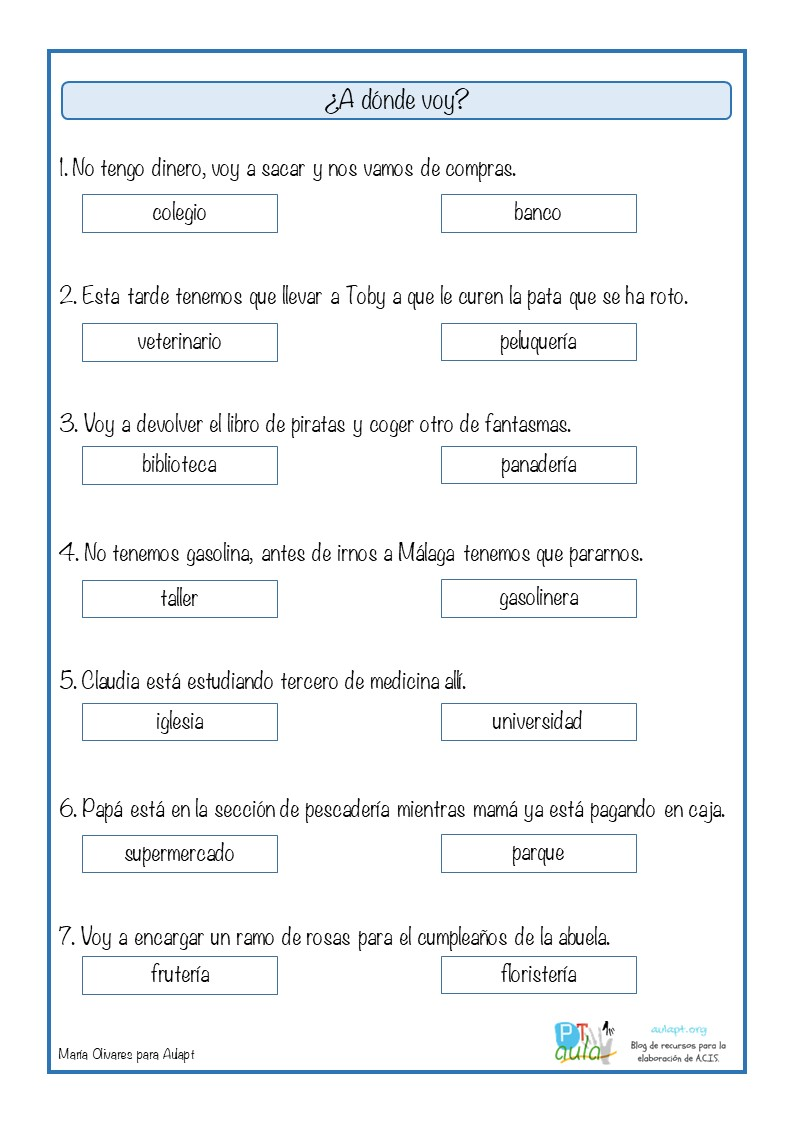 ¿A dónde voy?
1. No tengo dinero, voy a sacar y nos vamos de compras.
colegio banco
2. Esta tarde tenemos que llevar a Toby a que le curen la pata que se ha roto.
veterinario peluquería
3. Voy a devolver el libro de piratas y coger otro de fantasmas.
biblioteca panadería
4. No tenemos gasolina, antes de irnos a Málaga tenemos que pararnos.
taller gasolinera
5. Claudia está estudiando tercero de medicina allí.
iglesia universidad
6. Papá está en la sección de pescadería mientras mamá ya está pagando en caja.
supermercado parque
7. Voy a encargar un ramo de rosas para el cumpleaños de la abuela.
frutería floristería
PT
aula
aulapt.org
Blog de recursos para la
elaboración de A.C.I.S.
María Olivares para Aulapt